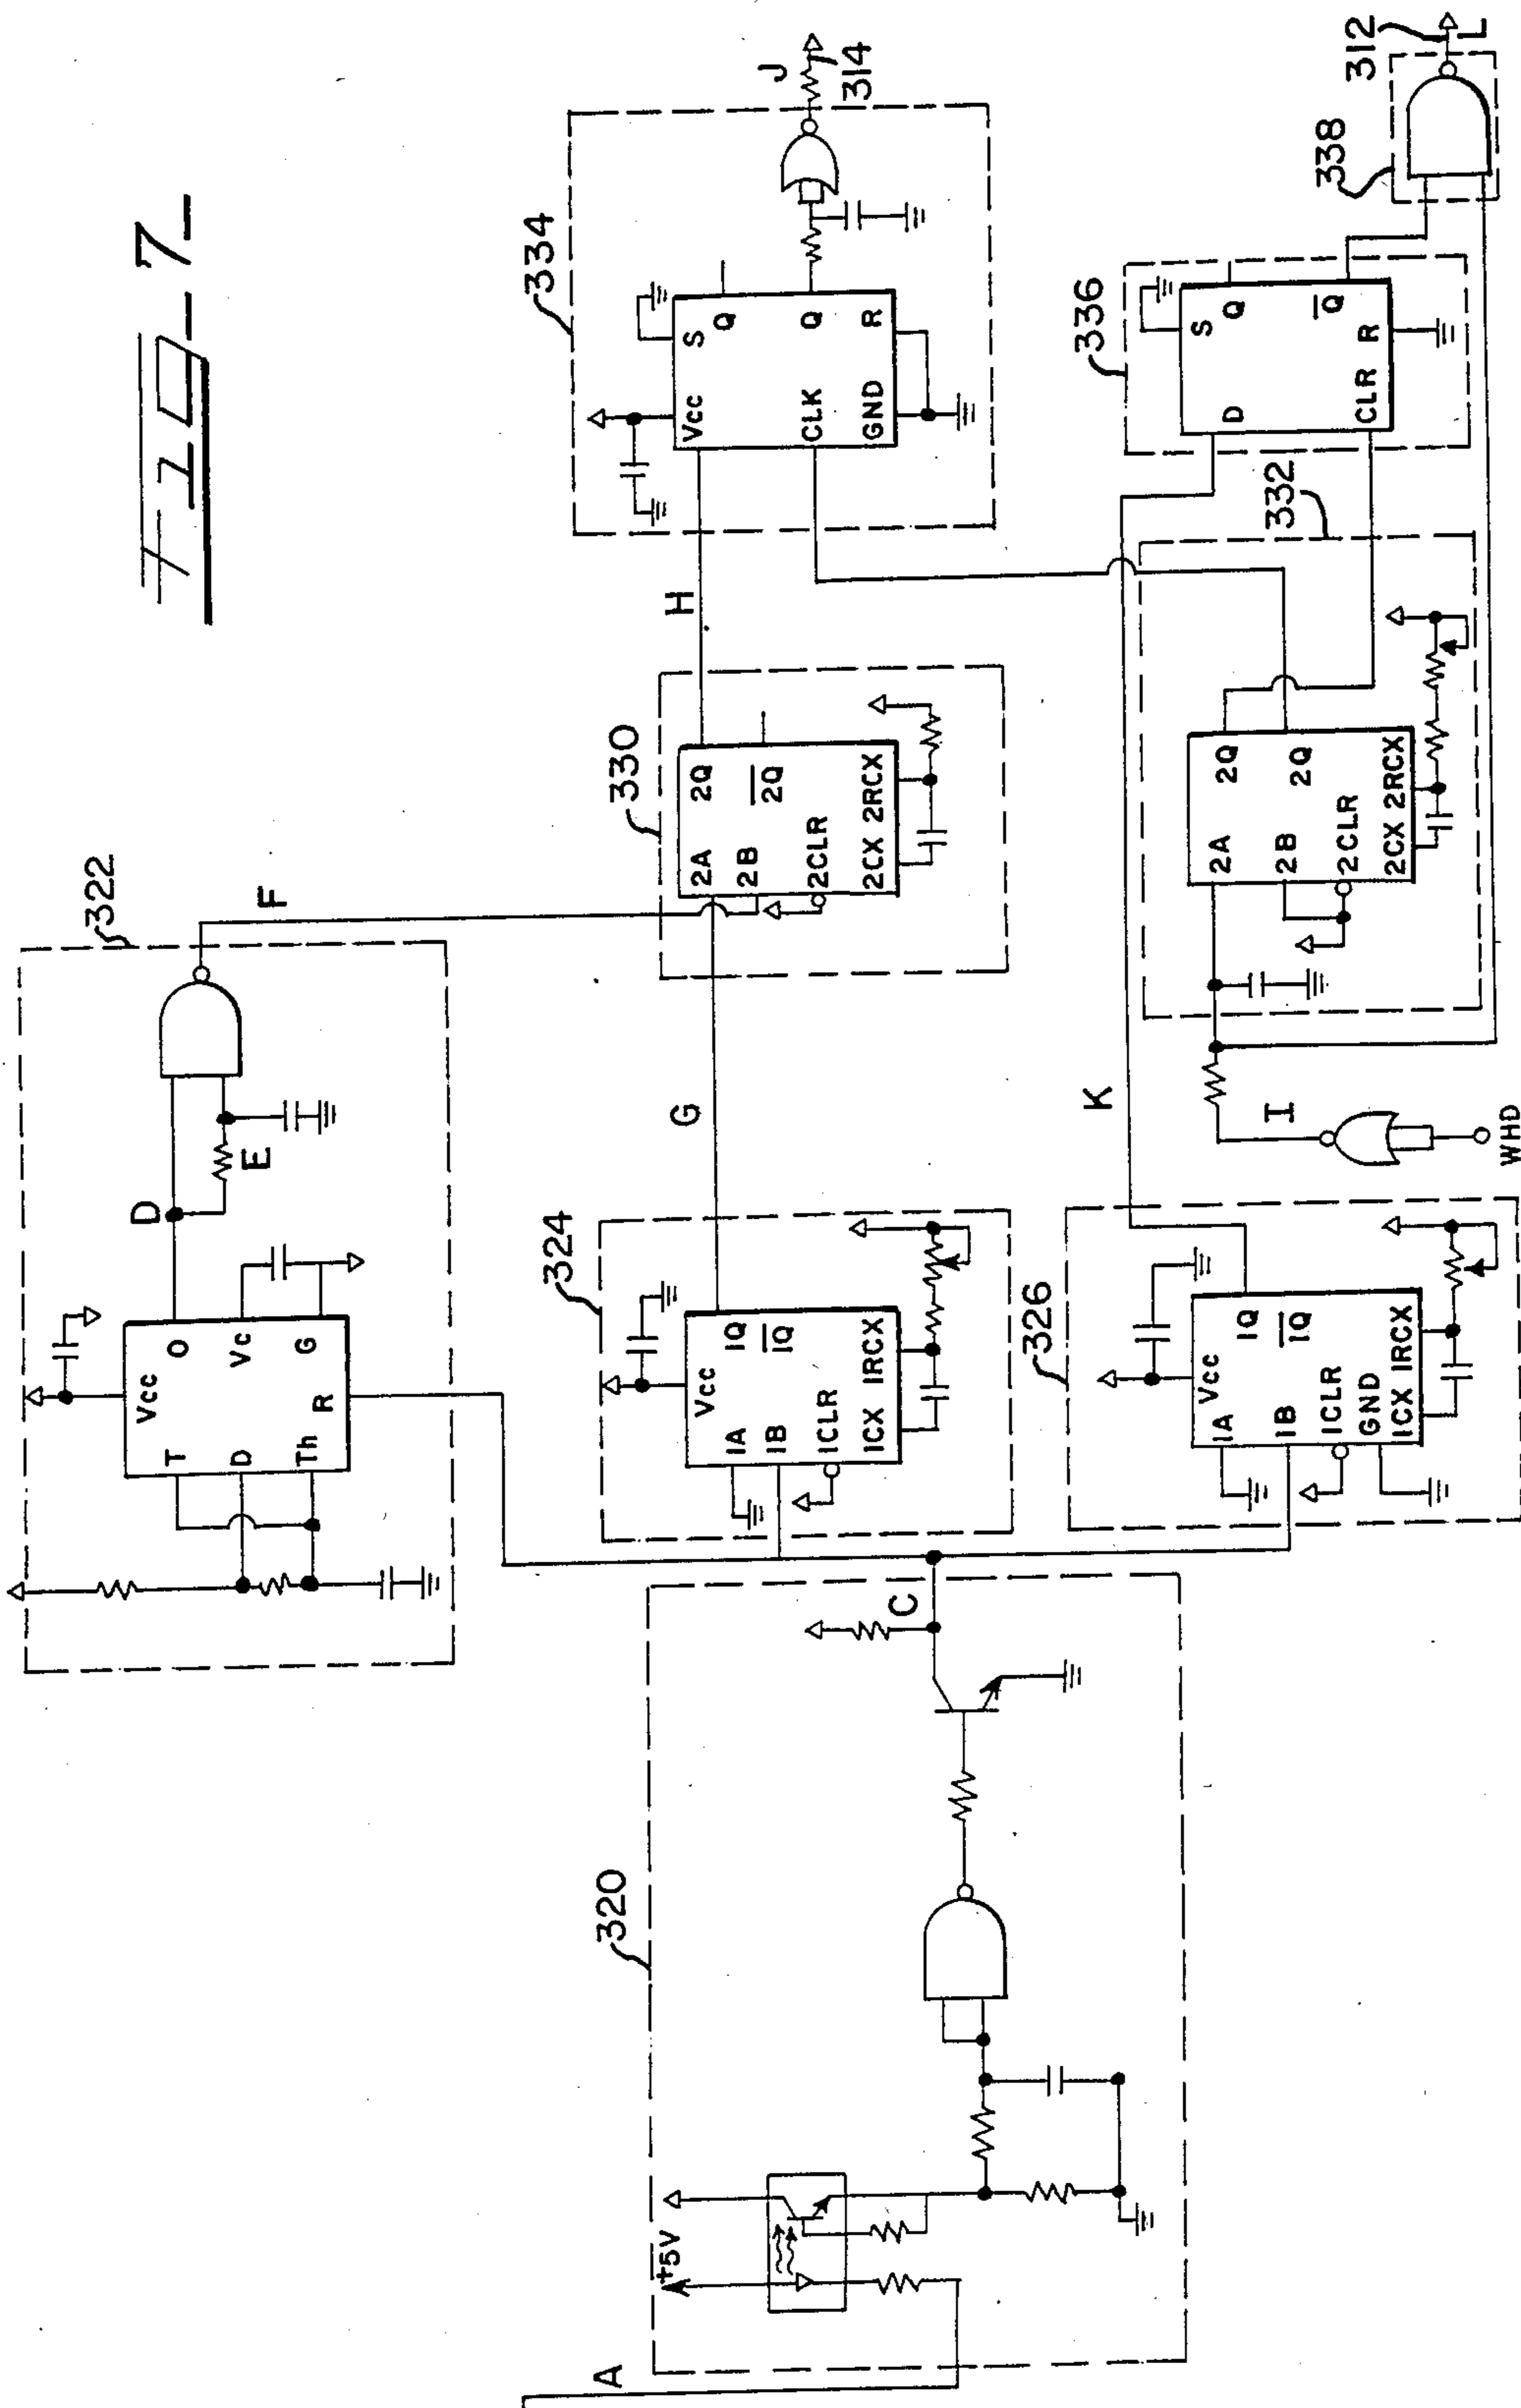 FIG-7-
322
Vcc
T
D
Th
O
Vc
G
R
D
E
F
324
Vcc
1A
1B
1CLR
1CX
1RCX
1Q
1Q
G
330
2A
2B
2CLR
2CX
2RCX
2Q
2Q
H
334
Vcc
S
Q
CLK
Q
GND
R
J
314
320
+5V
A
C
326
Vcc
1A
1B
1CLR
GND
1CX
1RCX
1Q
1Q
K
I
WHD
332
2A
2B
2CLR
2CX
2RCX
2Q
2Q
336
D
S
Q
Q
CLR
R
338
312
L